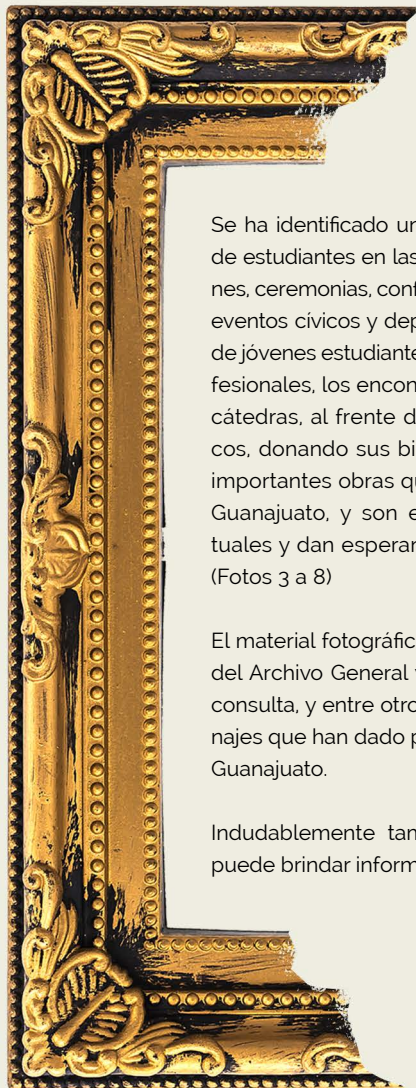 Se ha identificado un
de estudiantes en las
nes, ceremonias, con
eventos cívicos y dep
de jóvenes estudiante
fesionales, los encon
cátedras, al frente d
cos, donando sus bi
importantes obras qu
Guanajuato, y son e
tuales y dan esperan
(Fotos 3 a 8)
El material fotográfic
del Archivo General
consulta, y entre otro
najes que han dado p
Guanajuato.
Indudablemente tam
puede brindar inform